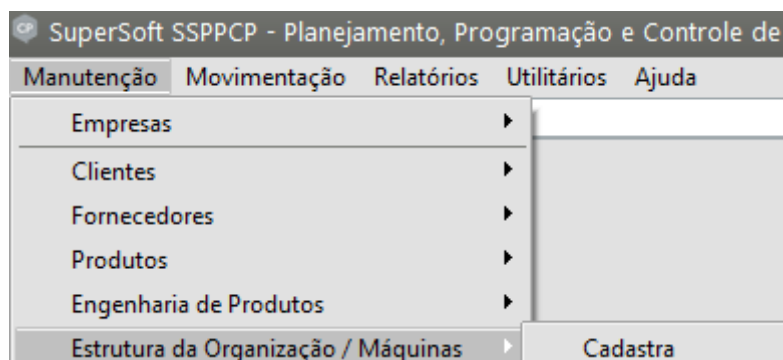 SuperSoft SSPPCP - Planejamento, Programação e Controle de
Manutenção Movimentação Relatórios Utilitários Ajuda
Empresas
Clientes
Fornecedores
Produtos
Engenharia de Produtos
Estrutura da Organização / Máquinas Cadastra